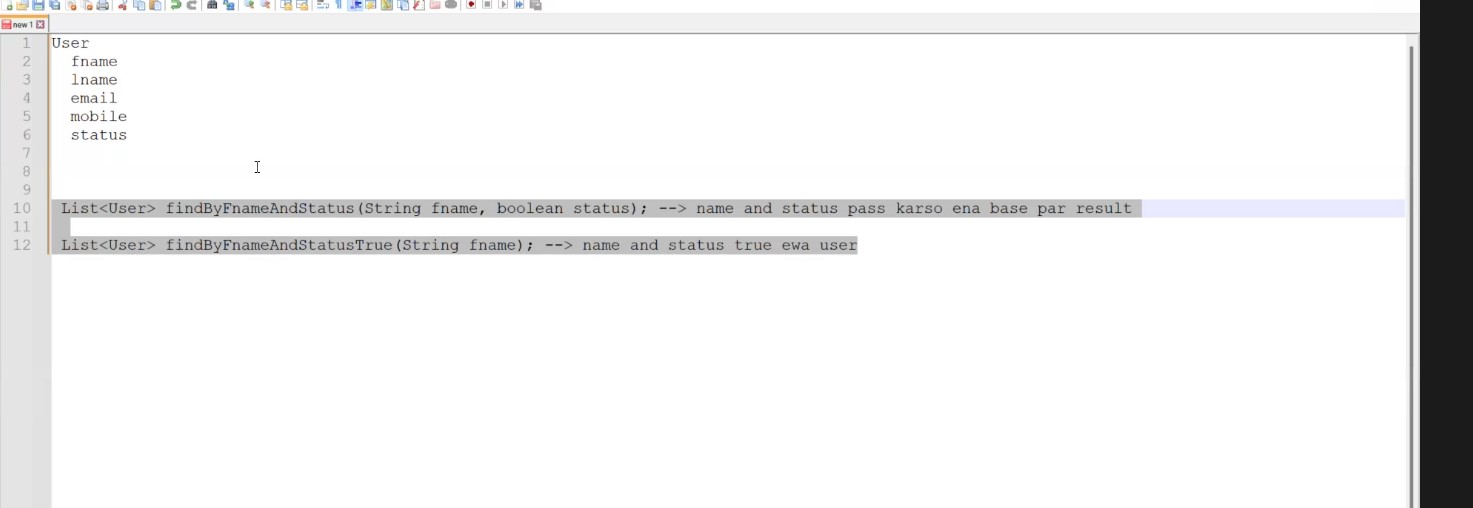 new 1
1 User
2 fname
3 lname
4 email
5 mobile
6 status
7
8
9
10 List<User> findByFnameAndStatus(String fname, boolean status); --> name and status pass karso ena base par result
11
12 List<User> findByFnameAndStatusTrue(String fname); --> name and status true ewa user